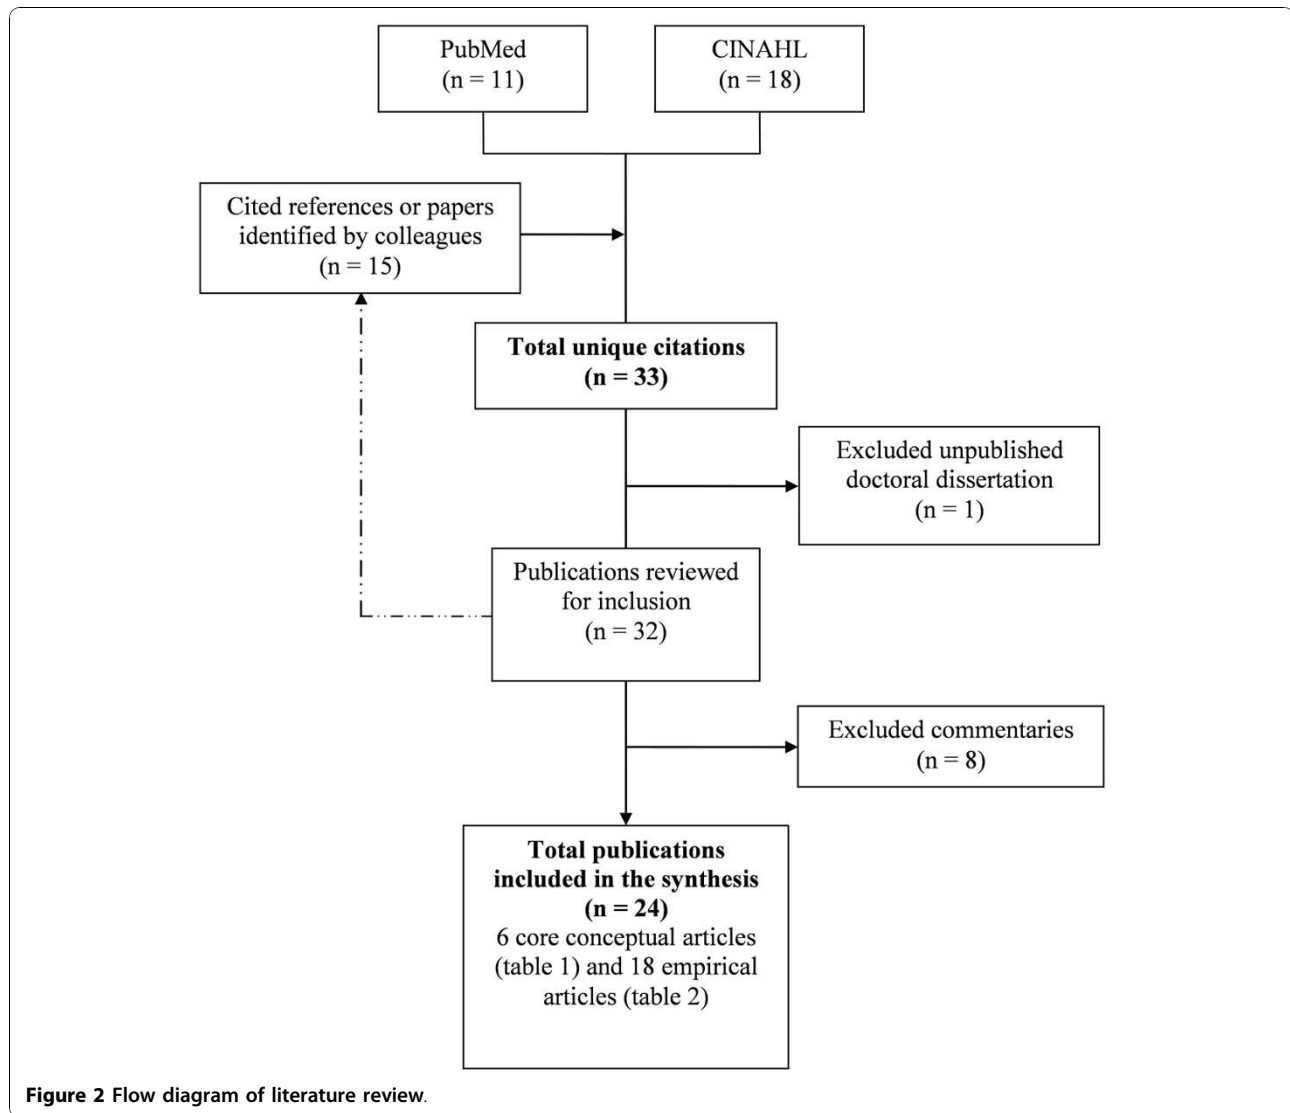 PubMed
(n = 11)
CINAHL
(n = 18)
Cited references or papers
identified by colleagues
(n = 15)
Total unique citations
(n = 33)
Excluded unpublished
doctoral dissertation
(n = 1)
Publications reviewed
for inclusion
(n = 32)
Excluded commentaries
(n = 8)
Total publications
included in the synthesis
(n = 24)
6 core conceptual articles
(table 1) and 18 empirical
articles (table 2)
Figure 2 Flow diagram of literature review.